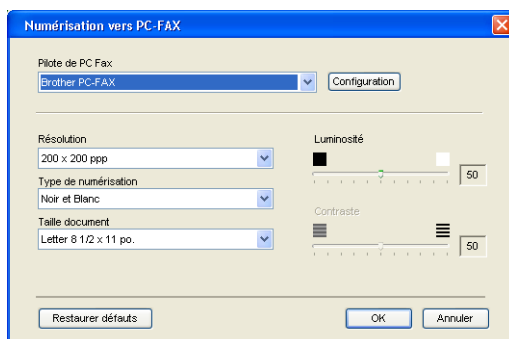 Numérisation vers PC-FAX
Pilote de PC Fax
Brother PC-FAX
Configuration
Résolution
200 x 200 ppp
Type de numérisation
Noir et Blanc
Taille document
Letter 8 1/2 x 11 po.
Luminosité
50
Contraste
50
Restaurer défauts
OK
Annuler